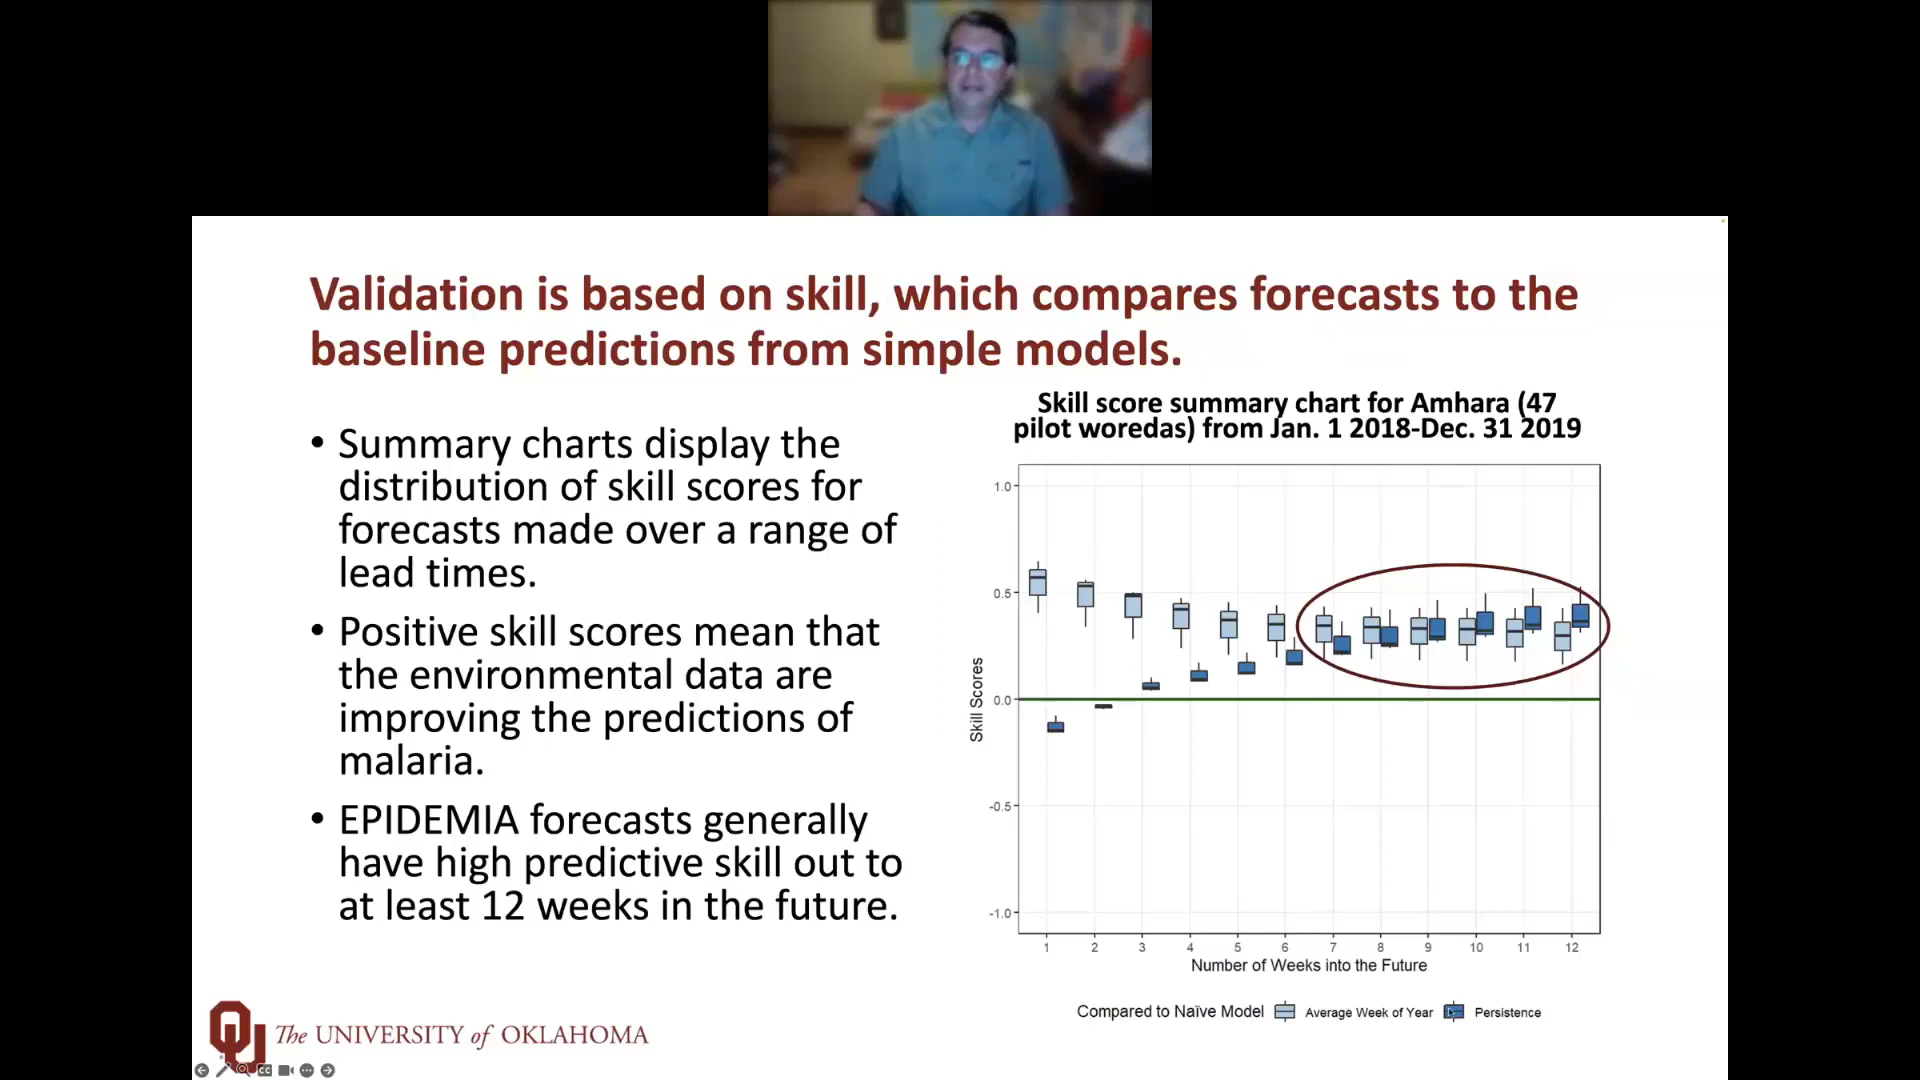 Validation is based on skill, which compares forecasts to the
baseline predictions from simple models.
• Summary charts display the
distribution of skill scores for
forecasts made over a range of
lead times.
• Positive skill scores mean that
the environmental data are
improving the predictions of
malaria.
• EPIDEMIA forecasts generally
have high predictive skill out to
at least 12 weeks in the future.
Skill score summary chart for Amhara (47
pilot woredas) from Jan. 1 2018-Dec. 31 2019
1.0
0.5
0.0
-0.5
-1.0
Skill Scores
1 2 3 4 5 6 7 8 9 10 11 12
Number of Weeks into the Future
Compared to Naïve Model Average Week of Year Persistence
OU The UNIVERSITY of OKLAHOMA
CC